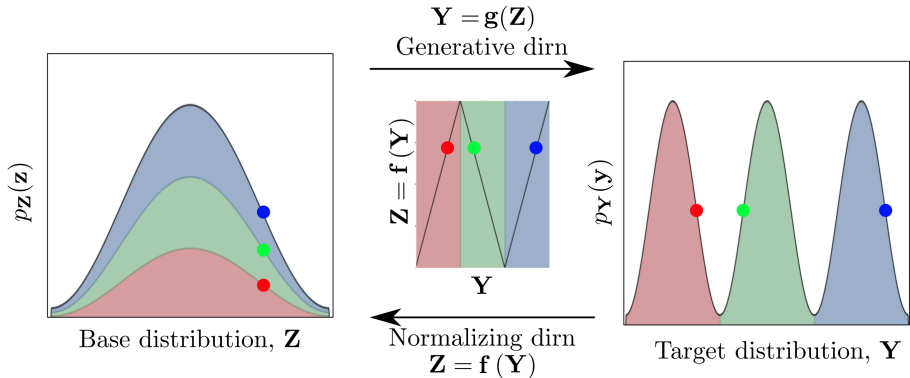 Y = g(Z)
Generative dirn
p_Z(z)
Z = f (Y)
Y
p_Y(y)
Base distribution, Z
Normalizing dirn
Z = f (Y)
Target distribution, Y